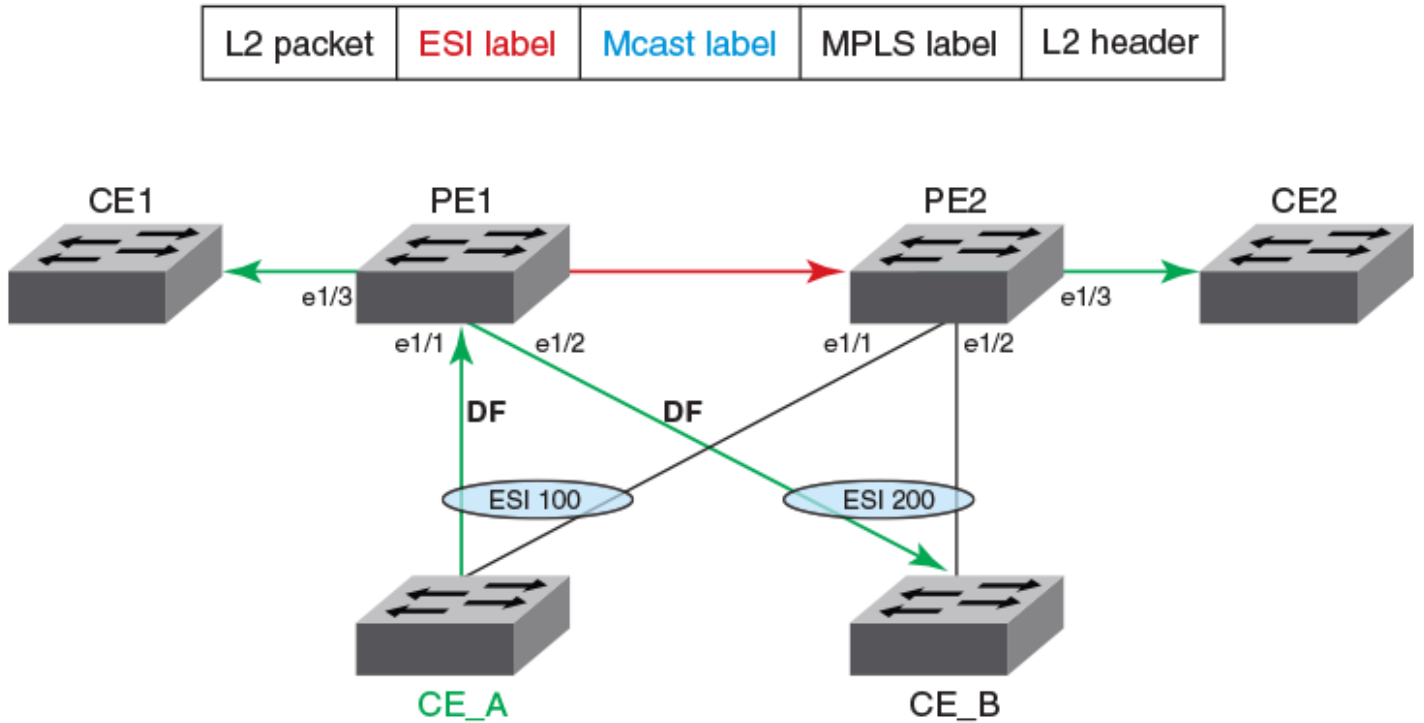 L2 packet ESI label Mcast label MPLS label L2 header
CE1 PE1 PE2 CE2
e1/3 e1/3
e1/1 e1/2 e1/1 e1/2
DF DF
ESI 100 ESI 200
CE_A CE_B